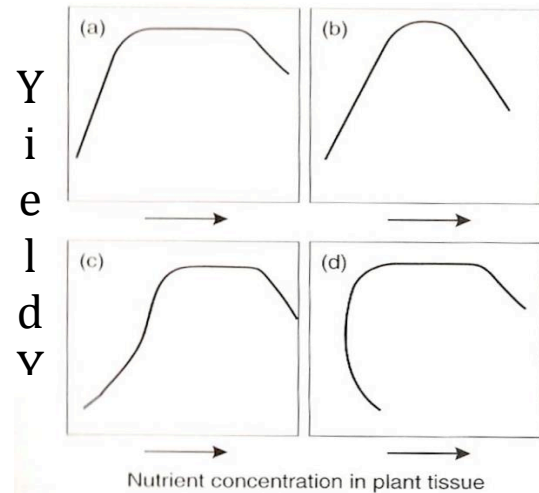 (a) (b)
Y
i
e
l
d
Y
(c) (d)
Nutrient concentration in plant tissue